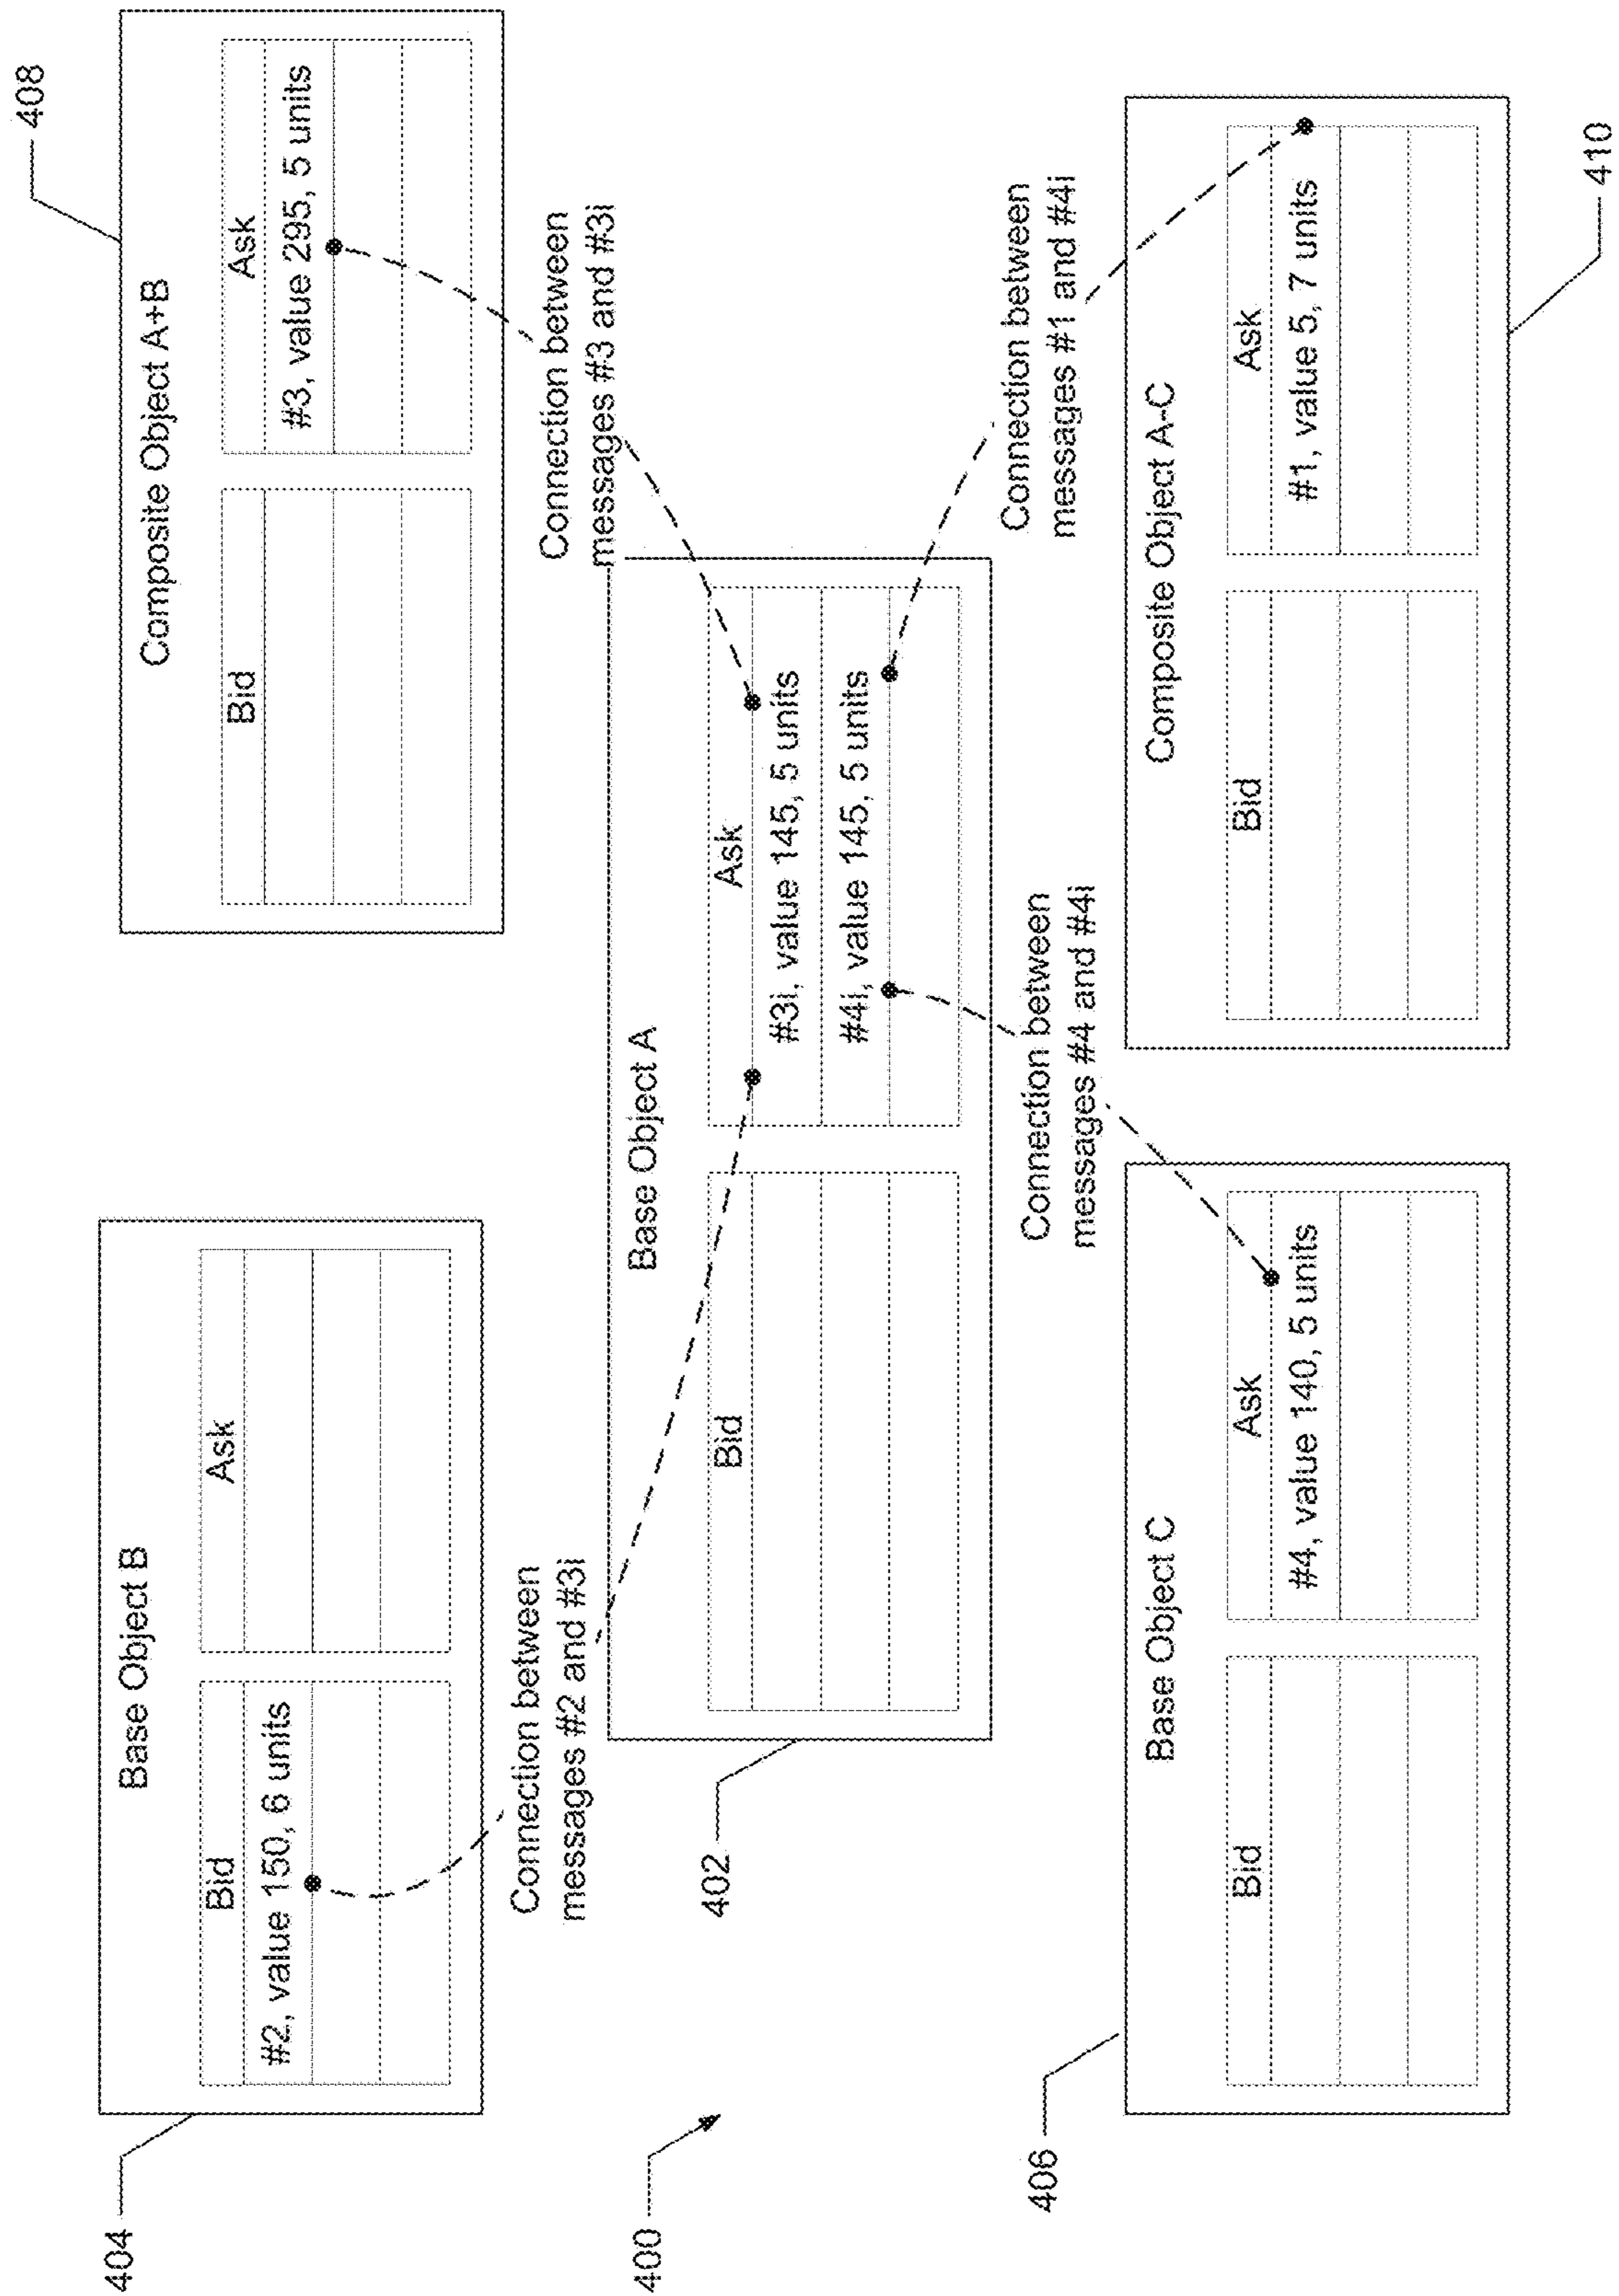 404
Base Object B
Bid
Ask
#2, value 150, 6 units
408
Composite Object A+B
Bid
Ask
#3, value 295, 5 units
Connection between
messages #2 and #3i
Connection between
messages #3 and #3i
400
402
Base Object A
Bid
Ask
#3i, value 145, 5 units
#4i, value 145, 5 units
Connection between
messages #4 and #4i
Connection between
messages #1 and #4i
406
Base Object C
Bid
Ask
#4, value 140, 5 units
Composite Object A-C
Bid
Ask
#1, value 5, 7 units
410